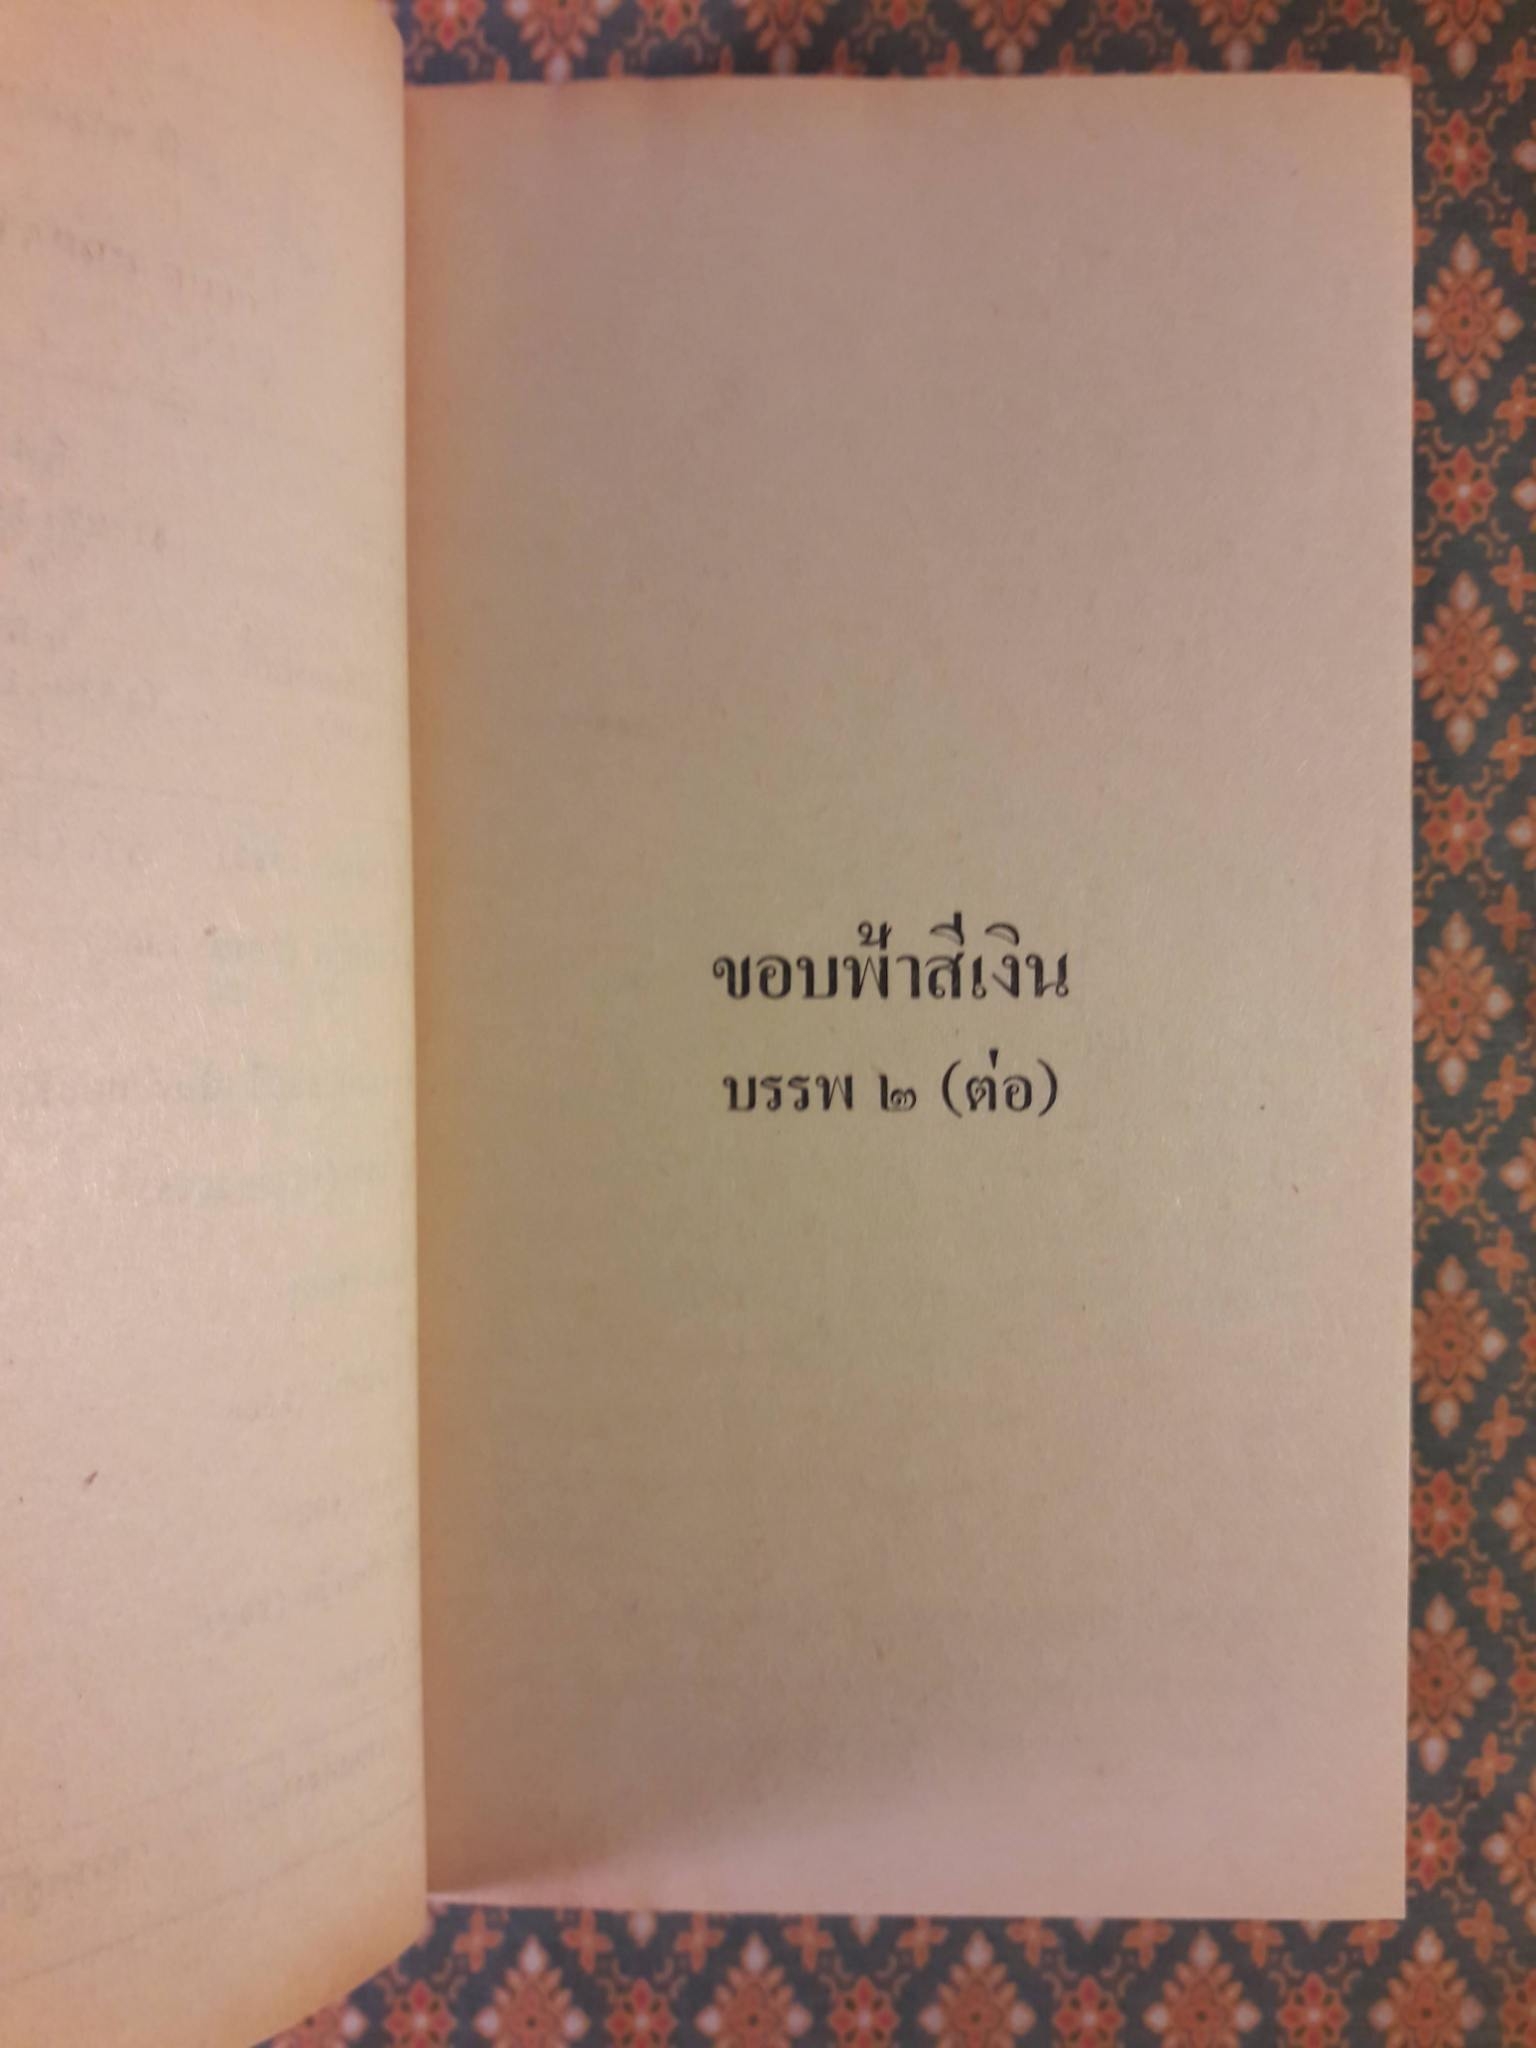 ขอบฟ้าสีเงิน
บรรพ ๒ (ต่อ)